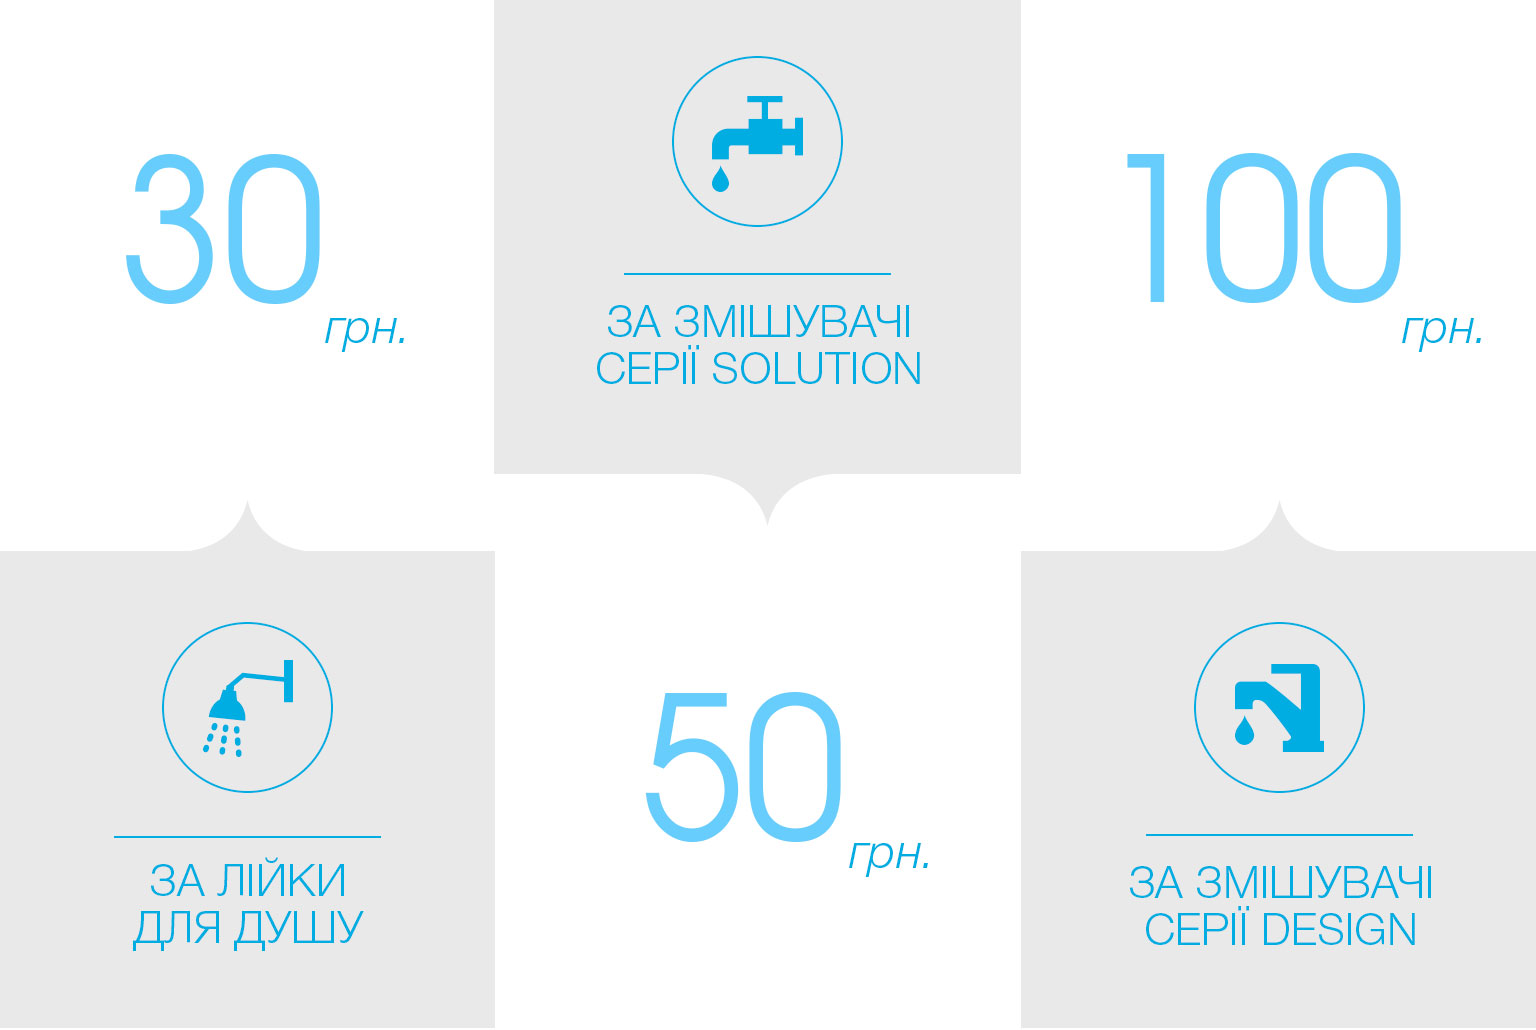 30
грн.
ЗА ЛІЙКИ
ДЛЯ ДУШУ
ЗА ЗМІШУВАЧІ
СЕРІЇ SOLUTION
50
грн.
100
грн.
ЗА ЗМІШУВАЧІ
СЕРІЇ DESIGN